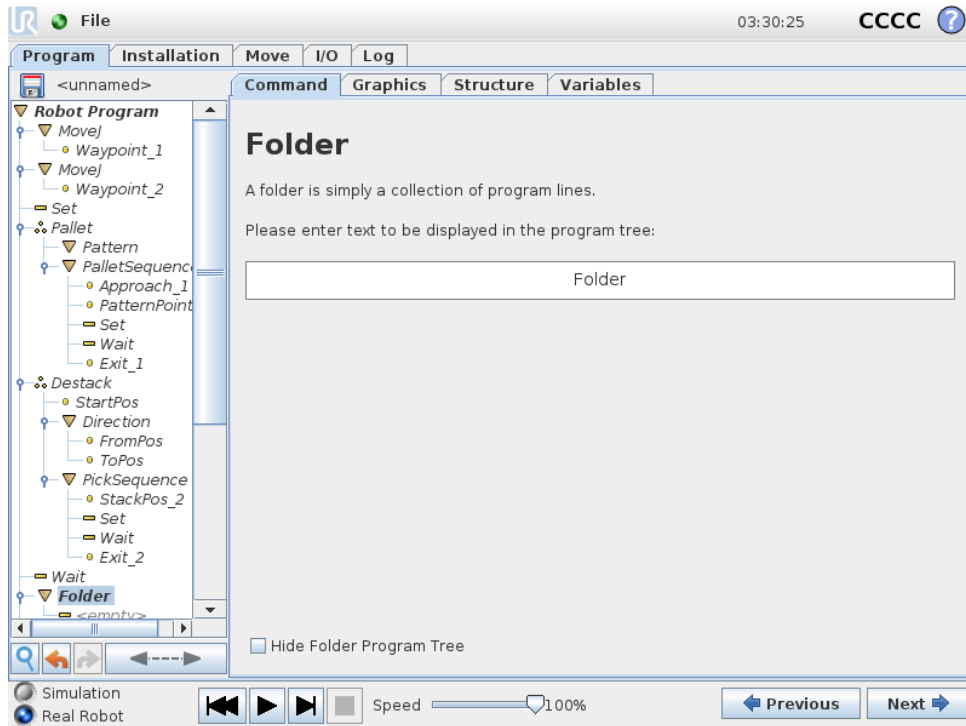 UR File 03:30:25 CCCC ?
Program Installation Move I/O Log
<unnamed>
Command Graphics Structure Variables
Robot Program
MoveJ
Waypoint_1
MoveJ
Waypoint_2
Set
Pallet
Pattern
PalletSequenc
Approach_1
PatternPoint
Set
Wait
Exit_1
Destack
StartPos
Direction
FromPos
ToPos
PickSequence
StackPos_2
Set
Wait
Exit_2
Wait
Folder
<empty>
Folder
A folder is simply a collection of program lines.
Please enter text to be displayed in the program tree:
Folder
Hide Folder Program Tree
Simulation
Real Robot
Speed 100%
Previous Next